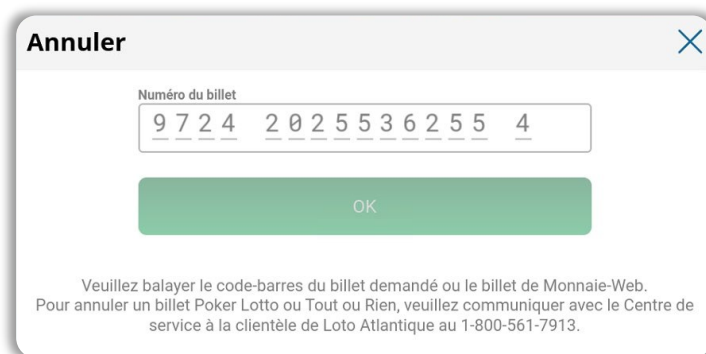 Annuler
Numéro du billet
9724 2025536255 4
OK
Veuillez balayer le code-barres du billet demandé ou le billet de Monnaie-Web.
Pour annuler un billet Poker Lotto ou Tout ou Rien, veuillez communiquer avec le Centre de
service à la clientèle de Loto Atlantique au 1-800-561-7913.